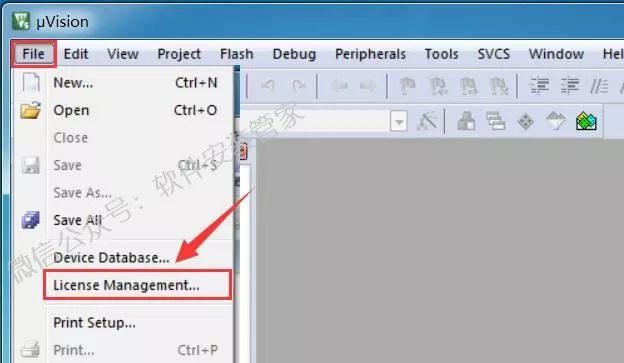 µVision
File Edit View Project Flash Debug Peripherals Tools SVCS Window Hel
New... Ctrl+N
Open Ctrl+O
Close
Save Ctrl+S
Save As...
Save All
Device Database...
License Management...
Print Setup...
Print... Ctrl+P
微信公众号：软件安装管家